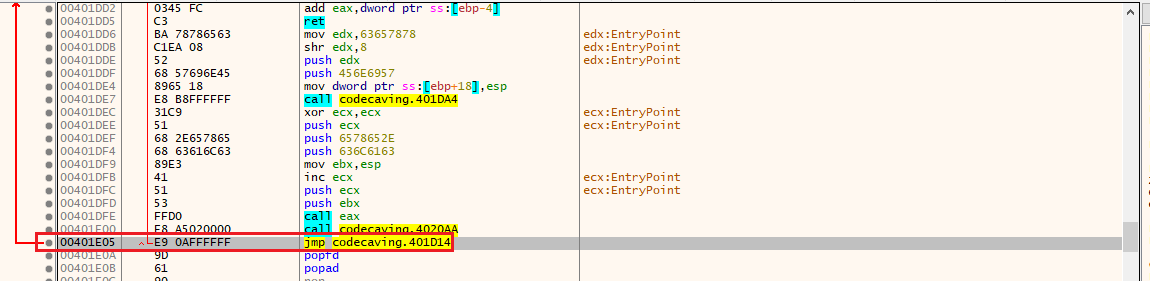 00401DD2 0345 FC add eax,dword ptr ss:[ebp-4]
00401DD5 C3 ret
00401DD6 BA 78786563 mov edx,63657878 edx:EntryPoint
00401DDB C1EA 08 shr edx,8 edx:EntryPoint
00401DDE 52 push edx edx:EntryPoint
00401DDF 68 57696E45 push 456E6957
00401DE4 8965 18 mov dword ptr ss:[ebp+18],esp
00401DE7 E8 B8FFFFFF call codecaving.401DA4
00401DEC 31C9 xor ecx,ecx ecx:EntryPoint
00401DEE 51 push ecx ecx:EntryPoint
00401DEF 68 2E657865 push 6578652E
00401DF4 68 63616C63 push 636C6163
00401DF9 89E3 mov ebx,esp
00401DFB 41 inc ecx ecx:EntryPoint
00401DFC 51 push ecx ecx:EntryPoint
00401DFD 53 push ebx
00401DFE FFD0 call eax
00401E00 E8 A5020000 call codecaving.4020AA
00401E05 E9 0AFFFFFF jmp codecaving.401D14
00401E0A 9D popfd
00401E0B 61 popad
00401E0C 90 nop